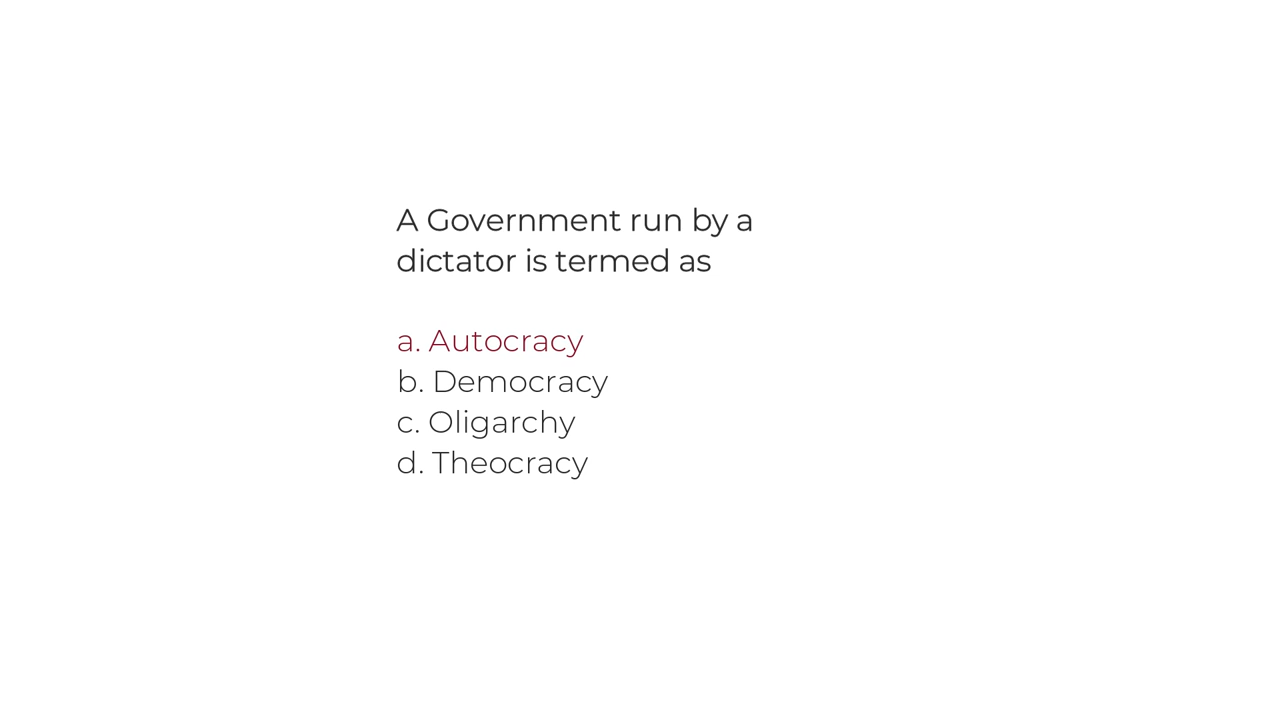 A Government run by a
dictator is termed as
a. Autocracy
b. Democracy
c. Oligarchy
d. Theocracy